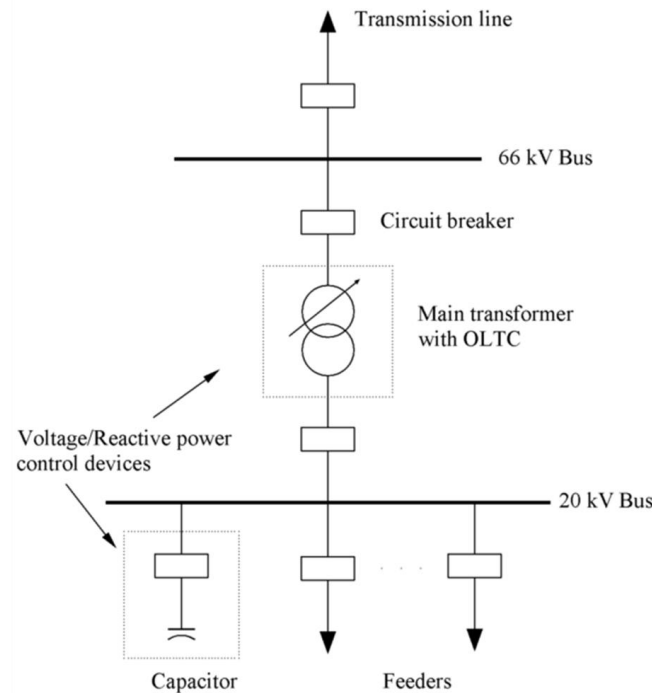 Transmission line
66 kV Bus
Circuit breaker
Main transformer
with OLTC
Voltage/Reactive power
control devices
20 kV Bus
Capacitor
Feeders